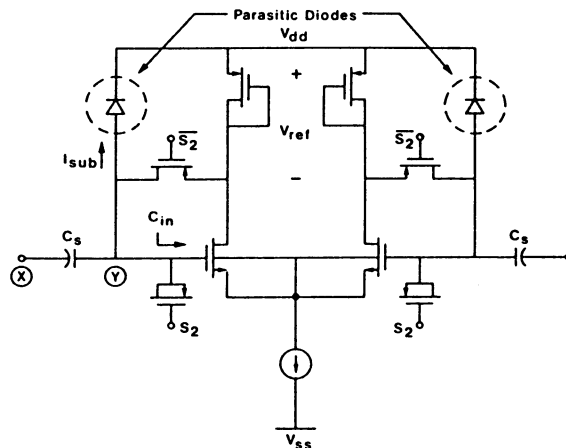 Parasitic Diodes
Vdd
+
S̅2̅
Vref
S̅2̅
Isub
−
Cs
Cin
Cs
X
Y
S2
S2
Vss